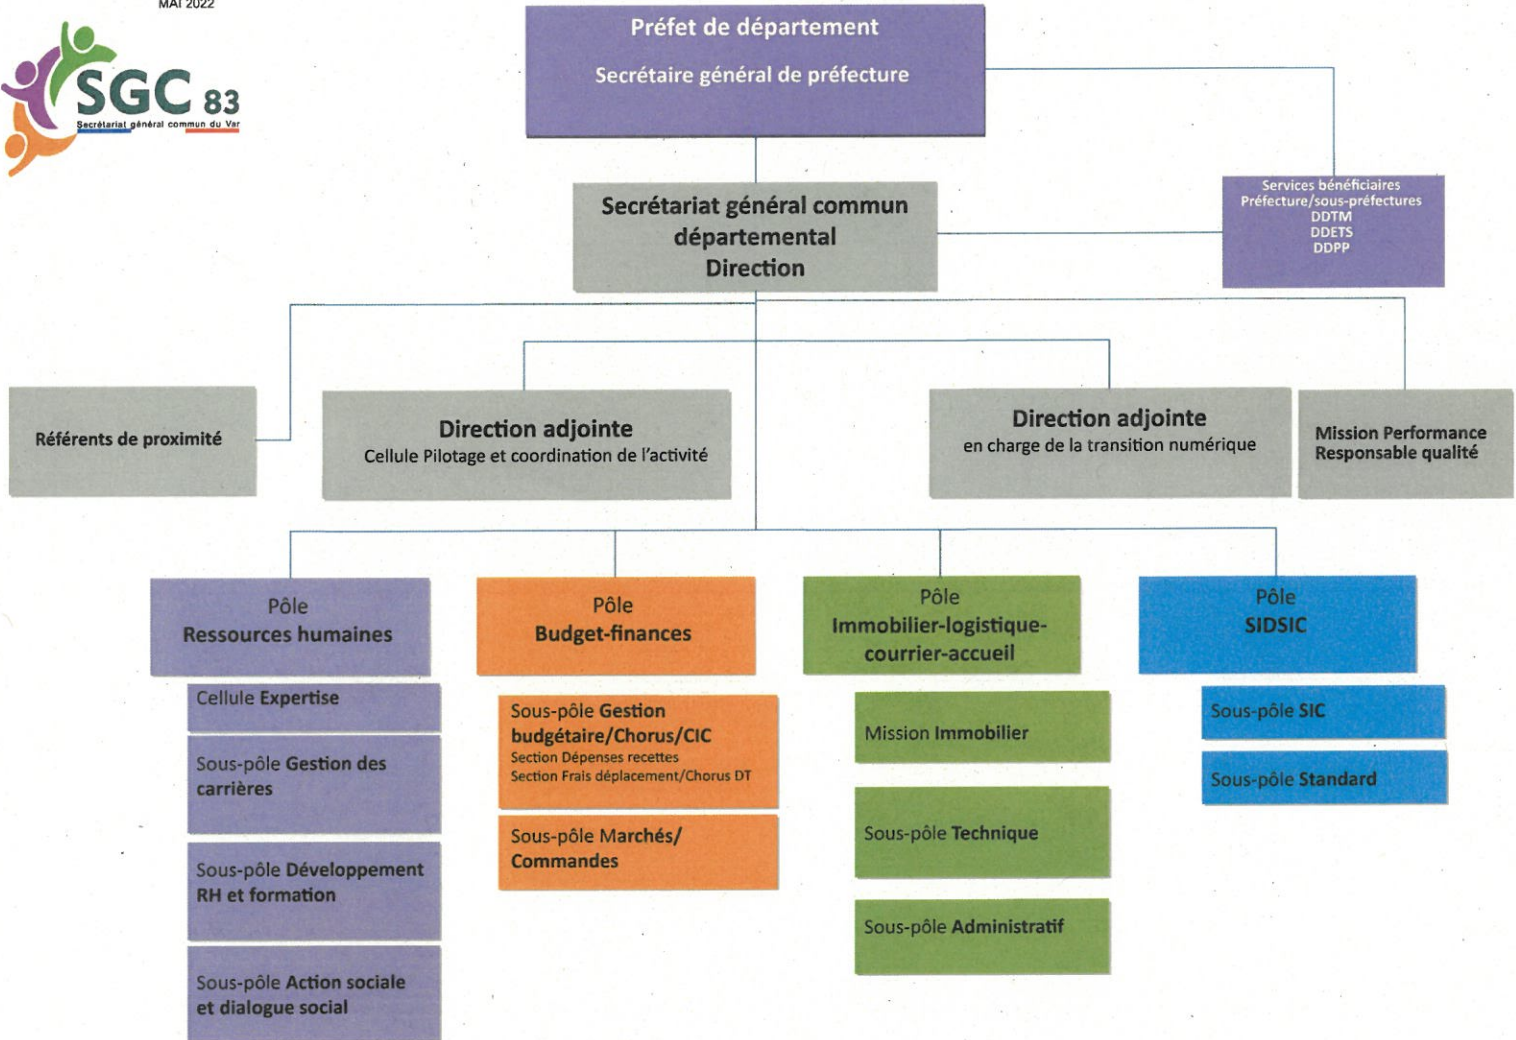 MAI 2022
SGC 83
Secrétariat général commun du Var
Préfet de département
Secrétaire général de préfecture
Secrétariat général commun
départemental
Direction
Services bénéficiaires
Préfecture/sous-préfectures
DDTM
DDETS
DDPP
Référents de proximité
Direction adjointe
Cellule Pilotage et coordination de l'activité
Direction adjointe
en charge de la transition numérique
Mission Performance
Responsable qualité
Pôle
Ressources humaines
Cellule Expertise
Sous-pôle Gestion des
carrières
Sous-pôle Développement
RH et formation
Sous-pôle Action sociale
et dialogue social
Pôle
Budget-finances
Sous-pôle Gestion
budgétaire/Chorus/CIC
Section Dépenses recettes
Section Frais déplacement/Chorus DT
Sous-pôle Marchés/
Commandes
Pôle
Immobilier-logistique-
courrier-accueil
Mission Immobilier
Sous-pôle Technique
Sous-pôle Administratif
Pôle
SIDSIC
Sous-pôle SIC
Sous-pôle Standard